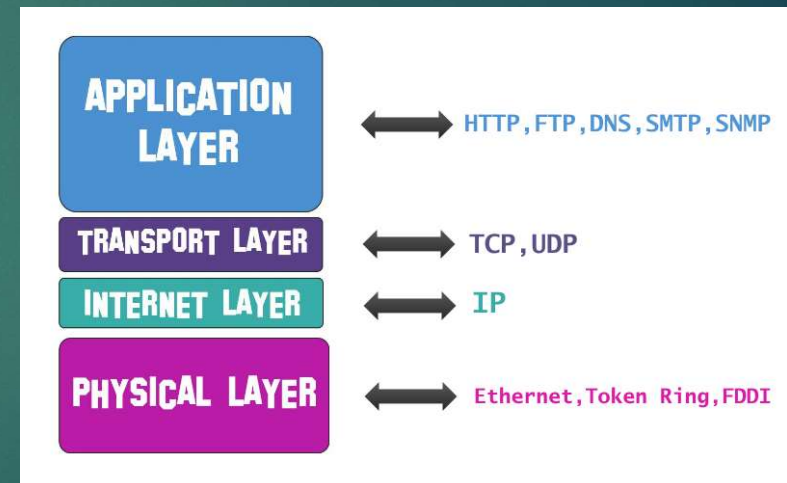 APPLICATION
LAYER
HTTP,FTP,DNS,SMTP,SNMP
TRANSPORT LAYER
TCP,UDP
INTERNET LAYER
IP
PHYSICAL LAYER
Ethernet,Token Ring,FDDI